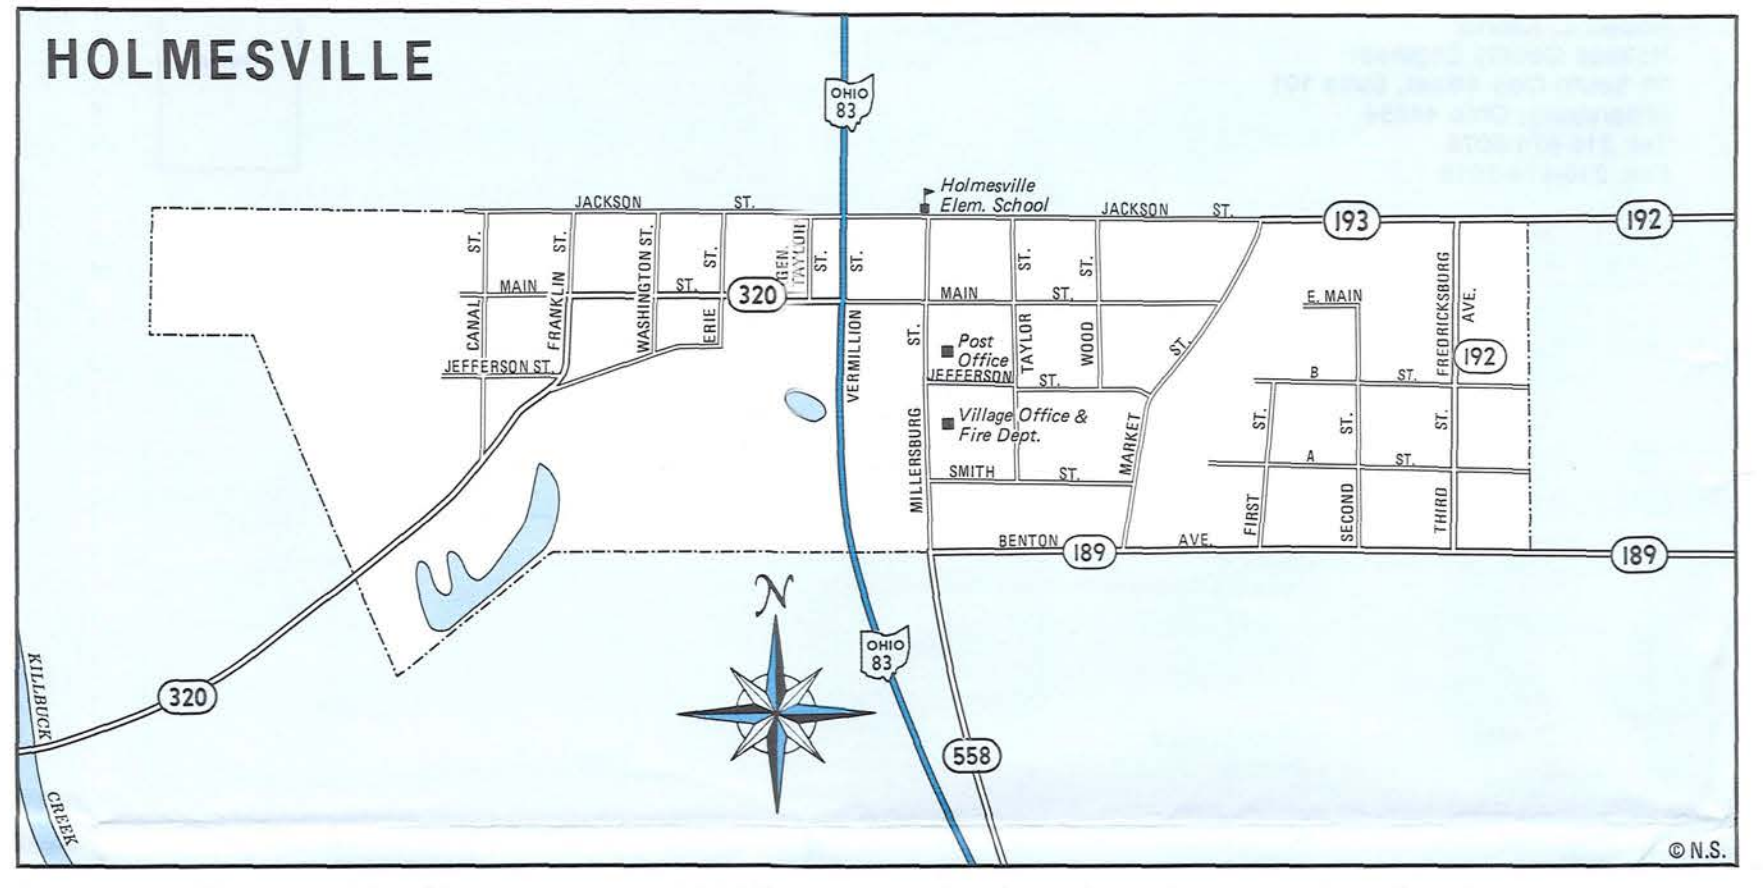 HOLMESVILLE
OHIO
83
Holmesville
Elem. School
JACKSON ST.
JACKSON ST.
193
192
CANAL ST.
FRANKLIN ST.
WASHINGTON ST.
ERIE ST.
GEN.
TAYLOR
ST.
VERMILLION ST.
MAIN ST.
320
MAIN ST.
E. MAIN
MILLERSBURG ST.
TAYLOR ST.
WOOD ST.
MARKET ST.
FREDRICKSBURG
AVE.
192
Post
Office
JEFFERSON ST.
JEFFERSON ST.
B ST.
Village Office &
Fire Dept.
SMITH ST.
A ST.
FIRST ST.
SECOND ST.
THIRD ST.
BENTON AVE.
189
189
N
OHIO
83
320
558
KILLBUCK
CREEK
© N.S.